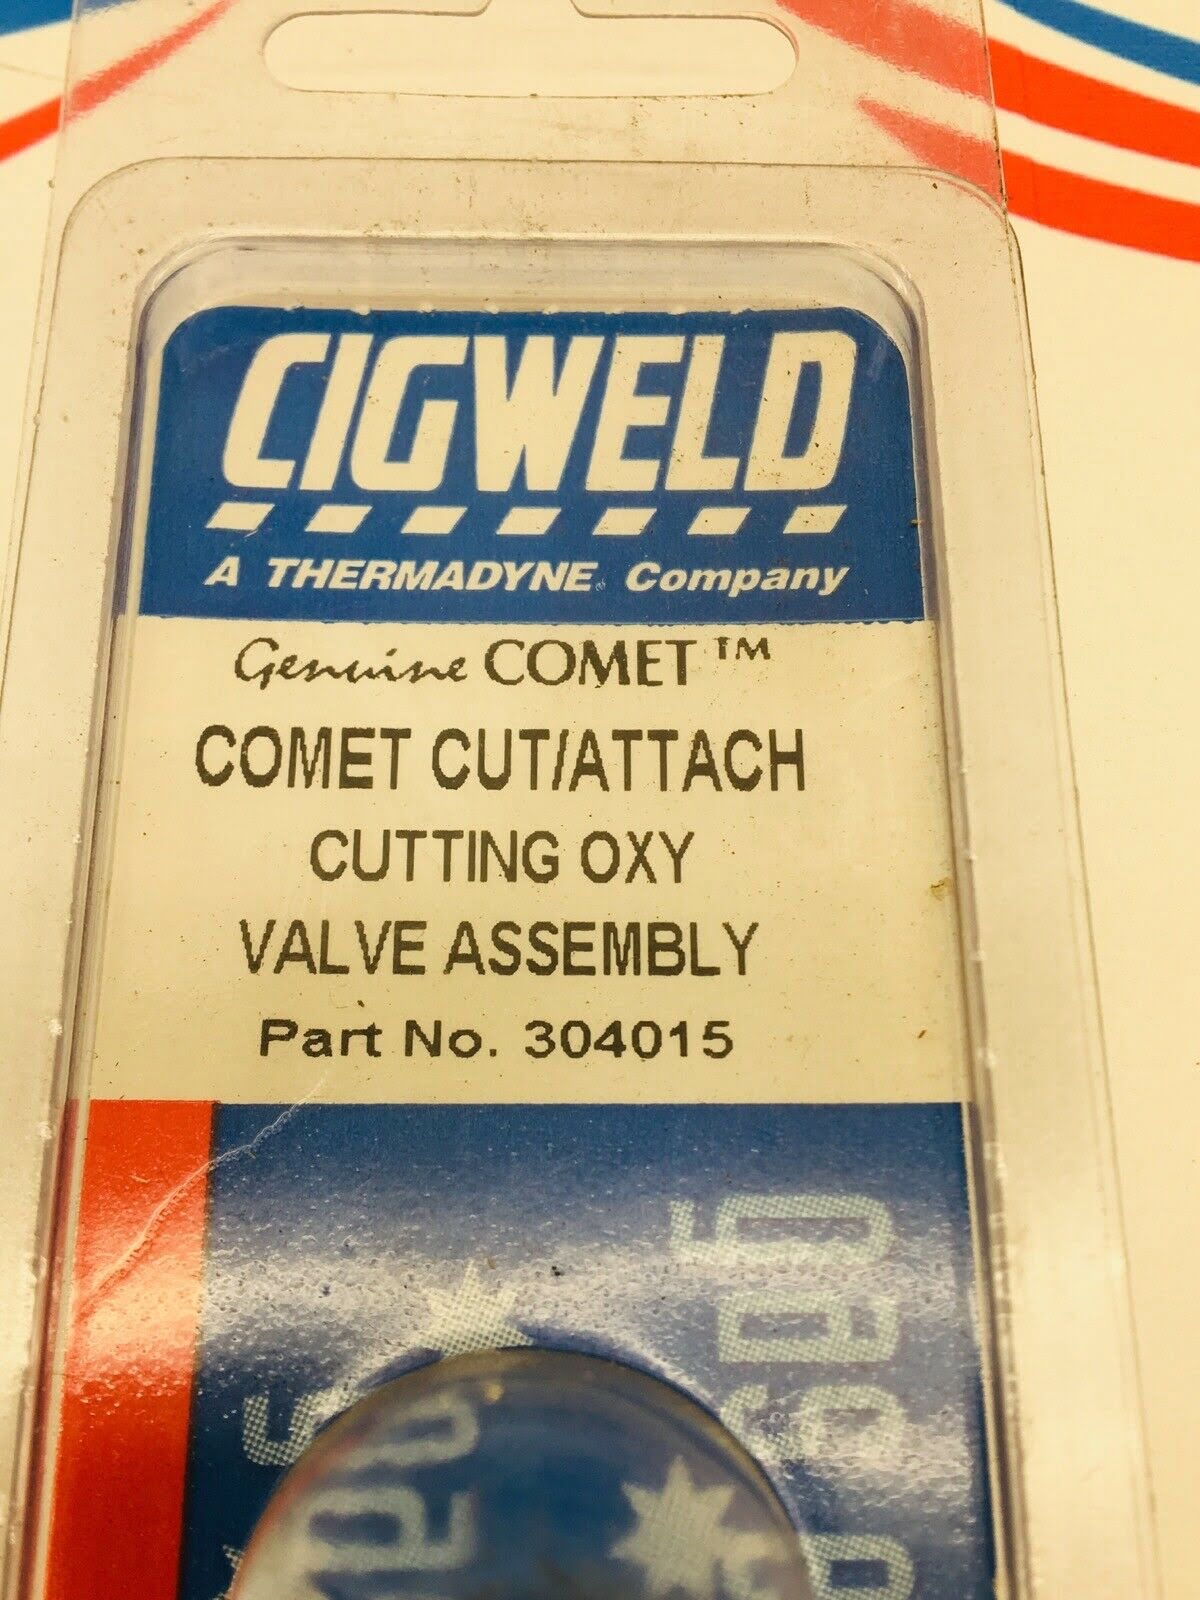 CIGWELD
A THERMADYNE Company
Genuine COMET™
COMET CUT/ATTACH
CUTTING OXY
VALVE ASSEMBLY
Part No. 304015